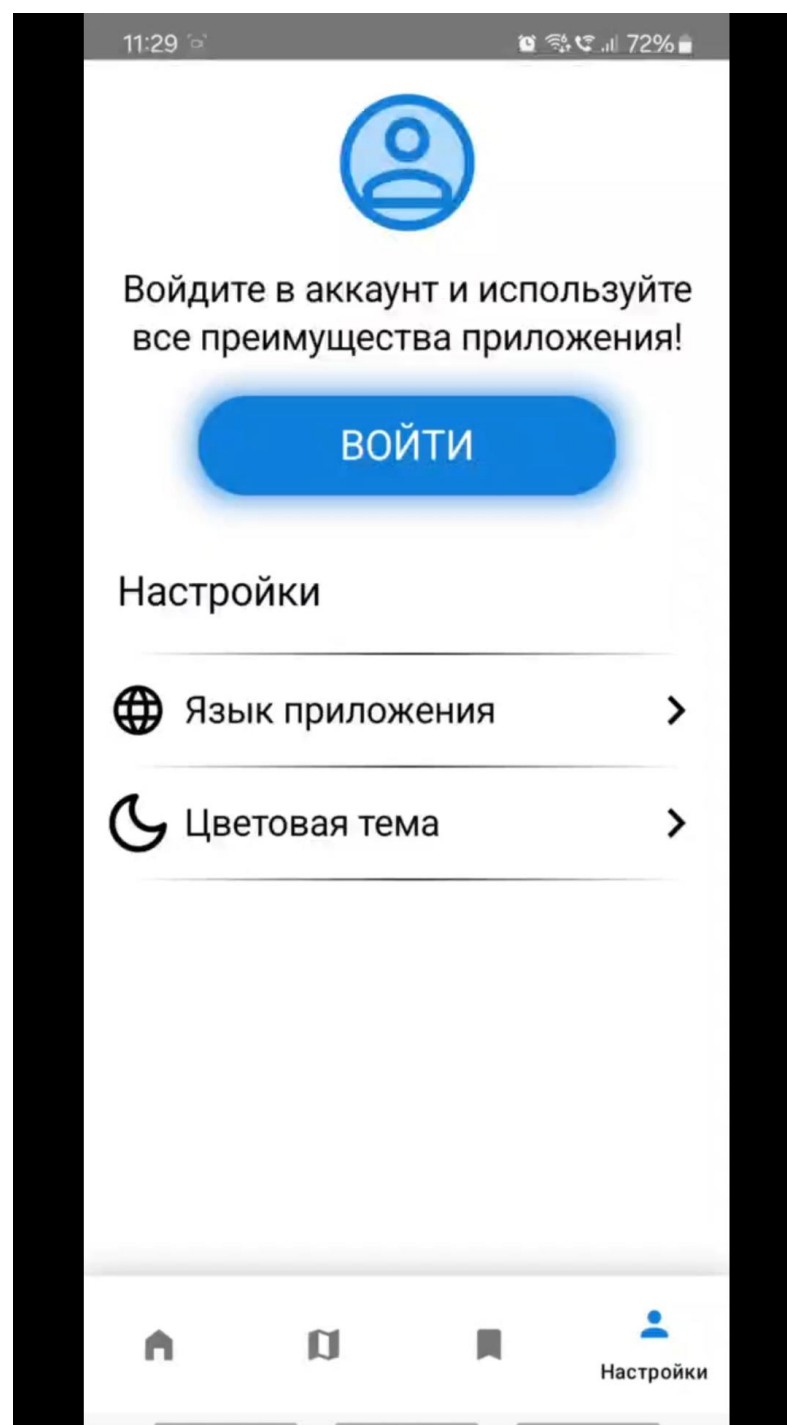 11:29
72%
Войдите в аккаунт и используйте
все преимущества приложения!
ВОЙТИ
Настройки
Язык приложения
Цветовая тема
Настройки